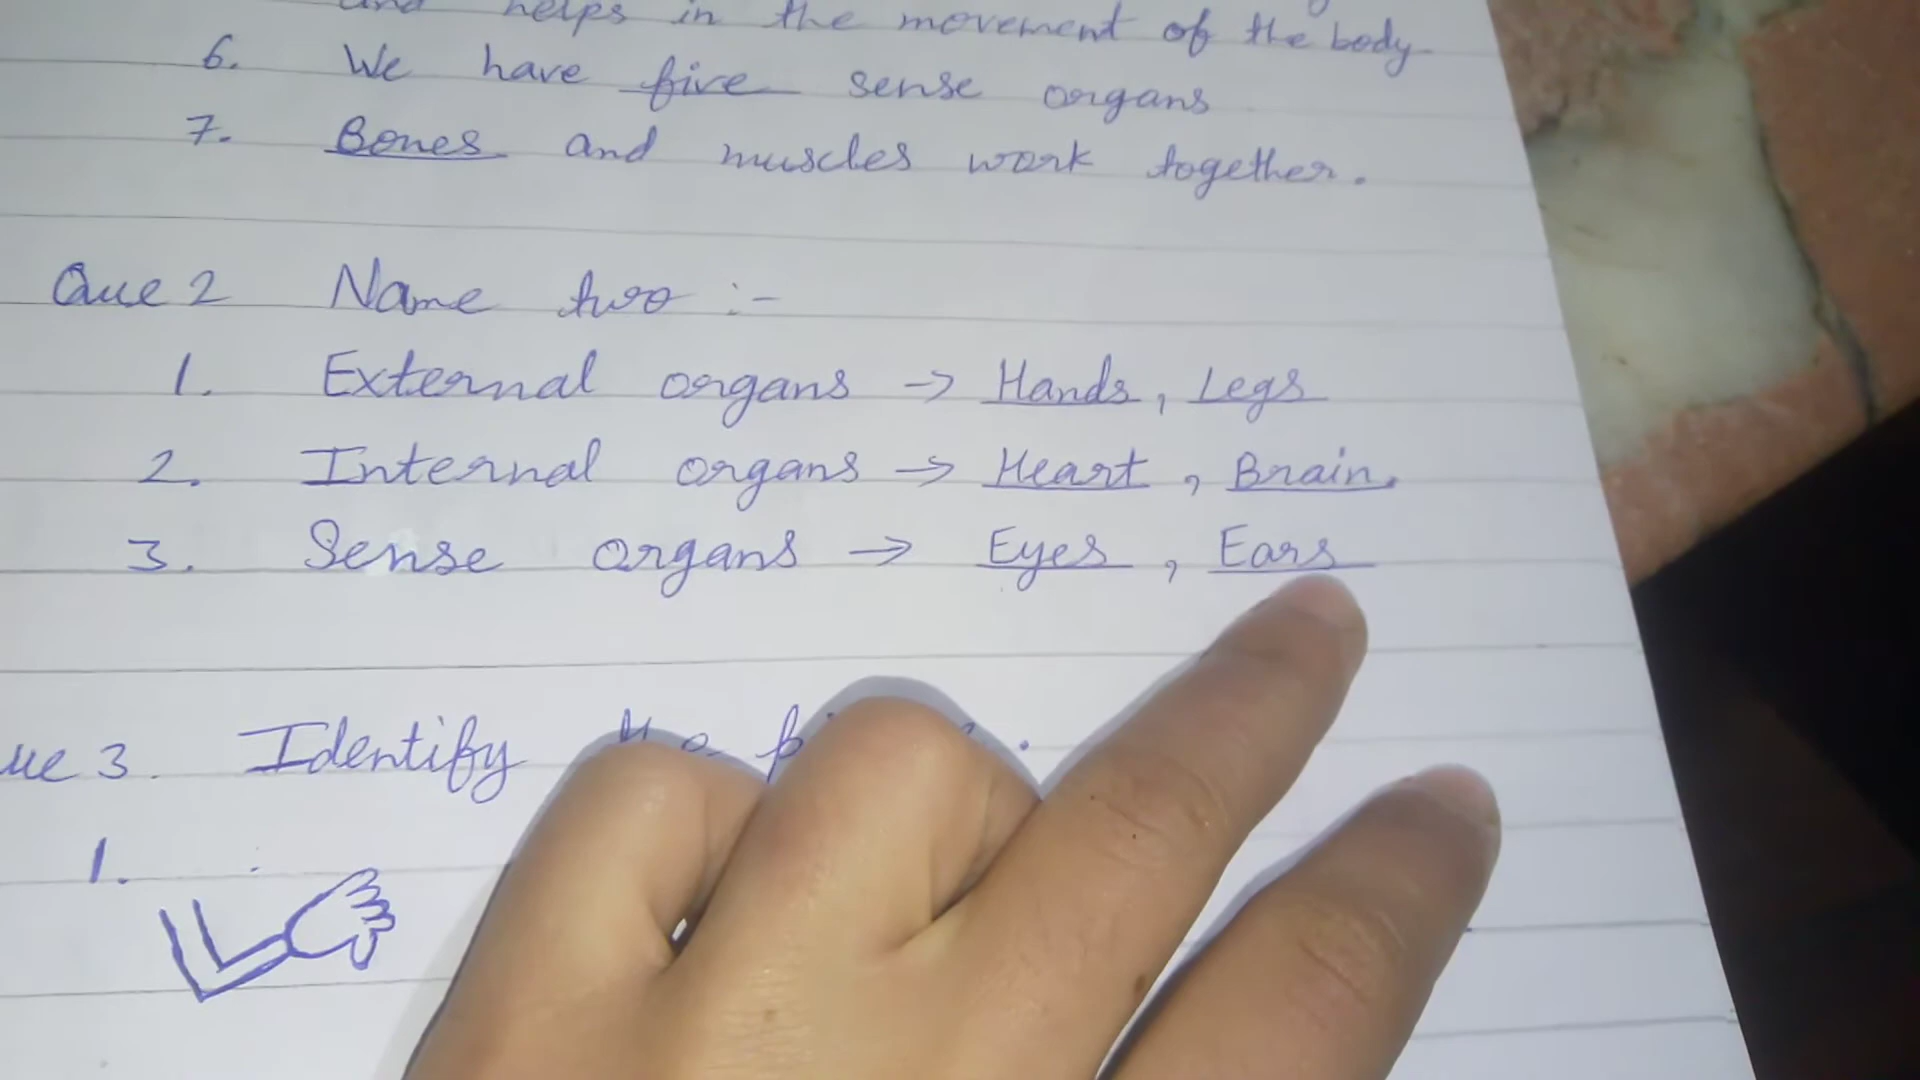 and helps in the movement of the body
6. We have five sense organs
7. Bones and muscles work together.
Que 2 Name two :-
1. External organs → Hands, Legs
2. Internal organs → Heart, Brain.
3. Sense organs → Eyes, Ears
ue 3. Identify
1.